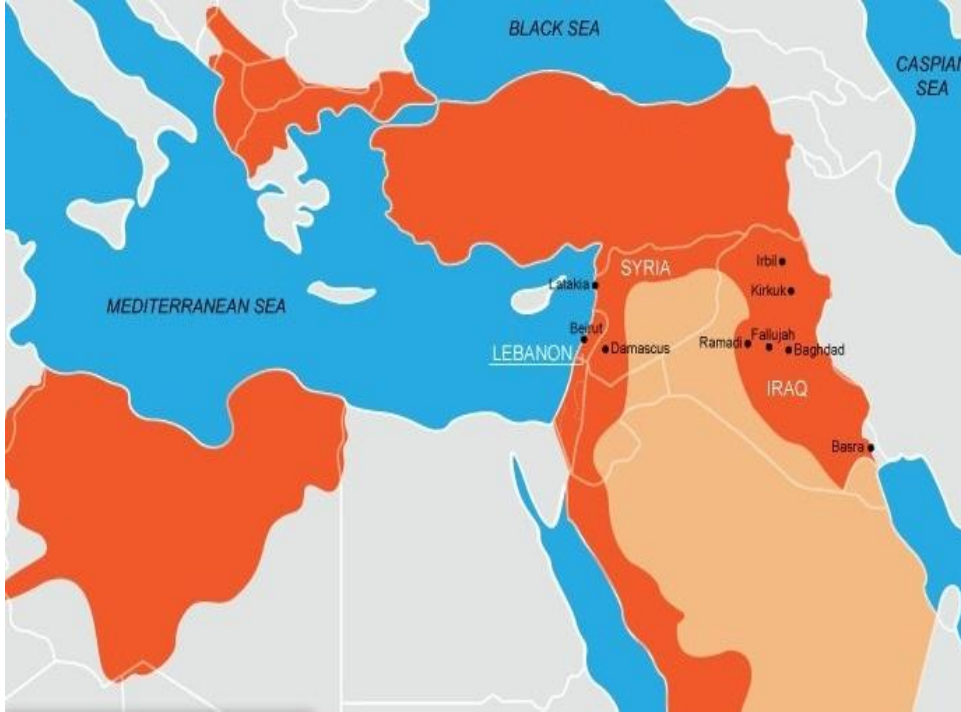 BLACK SEA
CASPIAN
SEA
MEDITERRANEAN SEA
SYRIA
Irbil
Latakia
Kirkuk
Beirut
LEBANON
Damascus
Ramadi
Fallujah
Baghdad
IRAQ
Basra